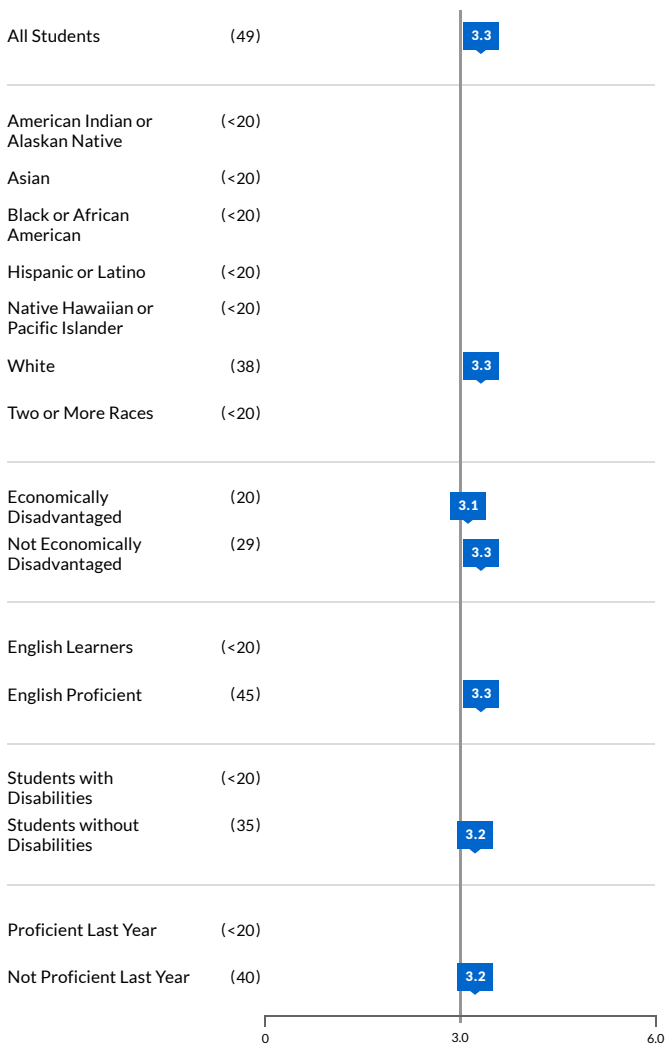 All Students (49) 3.3
American Indian or (<20)
Alaskan Native
Asian (<20)
Black or African (<20)
American
Hispanic or Latino (<20)
Native Hawaiian or (<20)
Pacific Islander
White (38) 3.3
Two or More Races (<20)
Economically (20) 3.1
Disadvantaged
Not Economically (29) 3.3
Disadvantaged
English Learners (<20)
English Proficient (45) 3.3
Students with (<20)
Disabilities
Students without (35) 3.2
Disabilities
Proficient Last Year (<20)
Not Proficient Last Year (40) 3.2
0 3.0 6.0